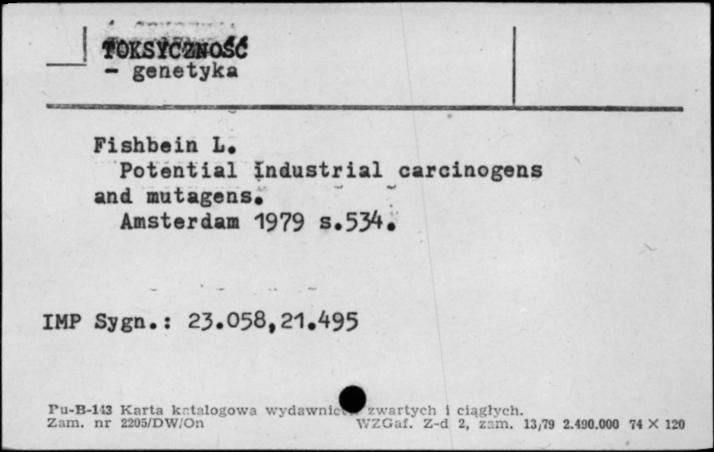 TOKSYCZNOŚĆ
- genetyka
Fishbein L.
Potential industrial carcinogens
and mutagens.
Amsterdam 1979 s.534.
IMP Sygn.: 23.058,21.495
Pu-B-143 Karta katalogowa zwartych i ciągłych.
Zam. nr 2205/DW/On WZGaf. Z-d 2, zam. 13/79 2.490.000 74 X 120